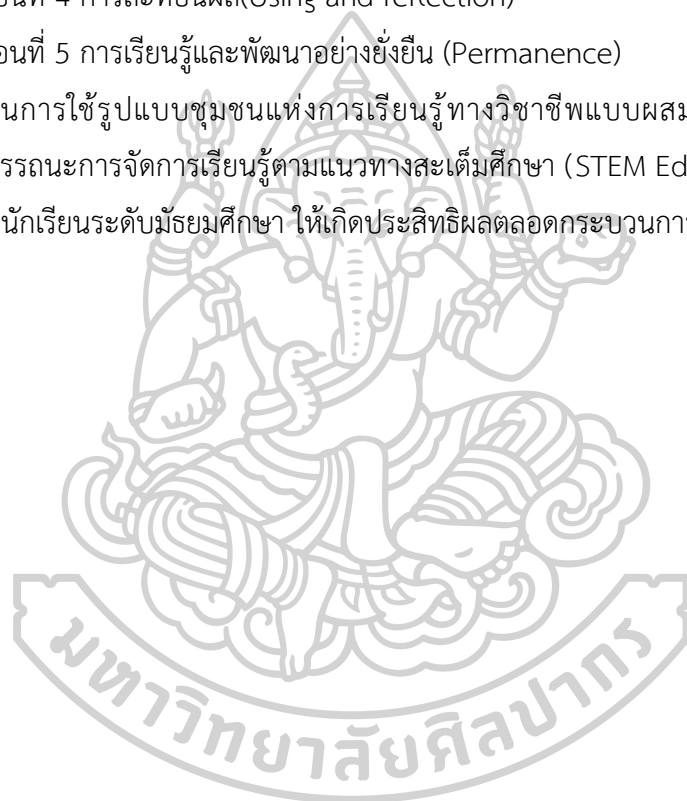 นที่ 4 การสะท้อนผล(Using and reflection)
อนที่ 5 การเรียนรู้และพัฒนาอย่างยั่งยืน (Permanence)
นการใช้รูปแบบชุมชนแห่งการเรียนรู้ทางวิชาชีพแบบผสม
รรถนะการจัดการเรียนรู้ตามแนวทางสะเต็มศึกษา (STEM Ed
นักเรียนระดับมัธยมศึกษา ให้เกิดประสิทธิผลตลอดกระบวนกา
มหาวิทยาลัยศิลปากร